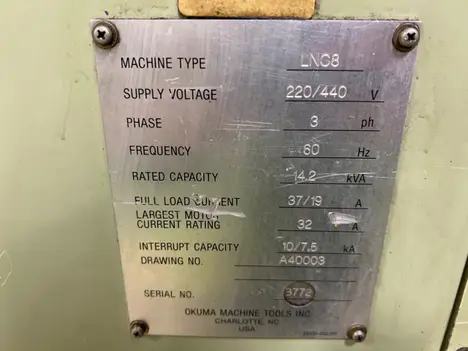 MACHINE TYPE LNC8
SUPPLY VOLTAGE 220/440 V
PHASE 3 ph
FREQUENCY 60 Hz
RATED CAPACITY 14.2 kVA
FULL LOAD CURRENT 37/19 A
LARGEST MOTOR
CURRENT RATING 32 A
INTERRUPT CAPACITY 10/7.5 kA
DRAWING NO. A40003
SERIAL NO. 3772
OKUMA MACHINE TOOLS INC.
CHARLOTTE, NC
USA